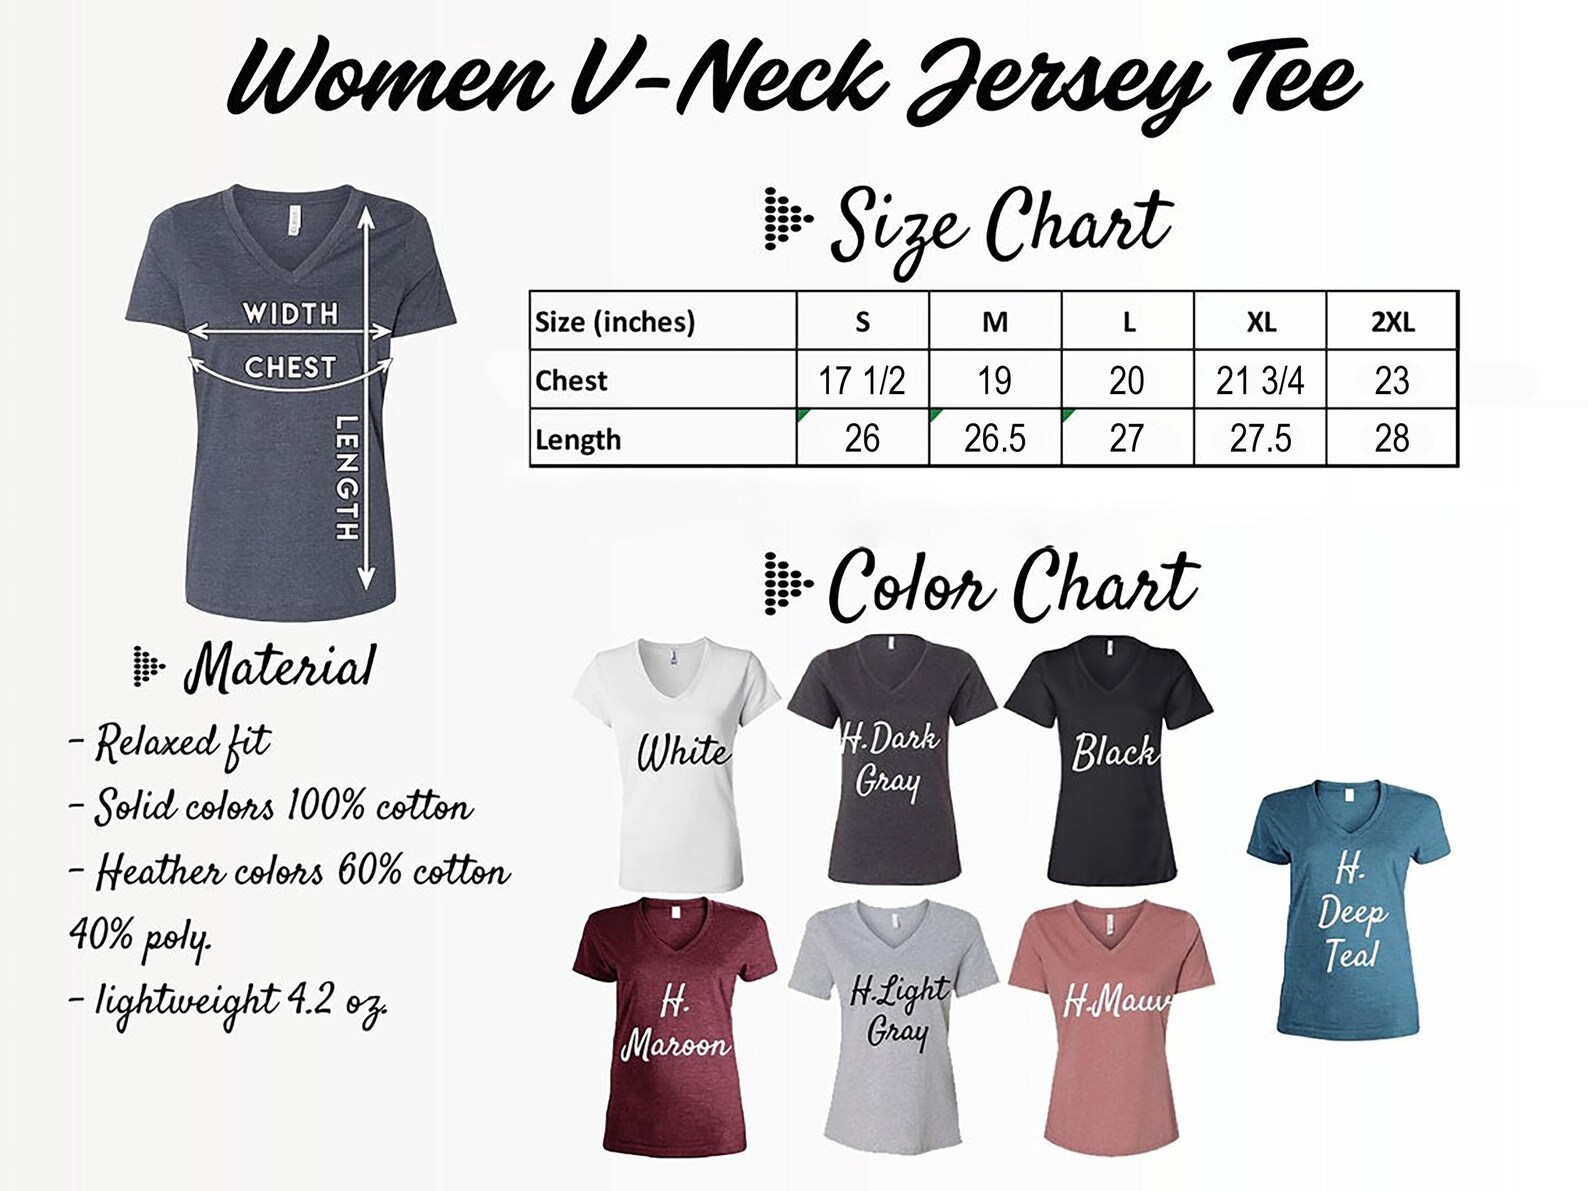 Women V-Neck Jersey Tee
WIDTH
CHEST
LENGTH
Size Chart
Size (inches) S M L XL 2XL
Chest 17 1/2 19 20 21 3/4 23
Length 26 26.5 27 27.5 28
Material
- Relaxed fit
- Solid colors 100% cotton
- Heather colors 60% cotton
40% poly.
- lightweight 4.2 oz.
Color Chart
White
H.Dark
Gray
Black
H.
Maroon
H.Light
Gray
H.Mauv
H.
Deep
Teal